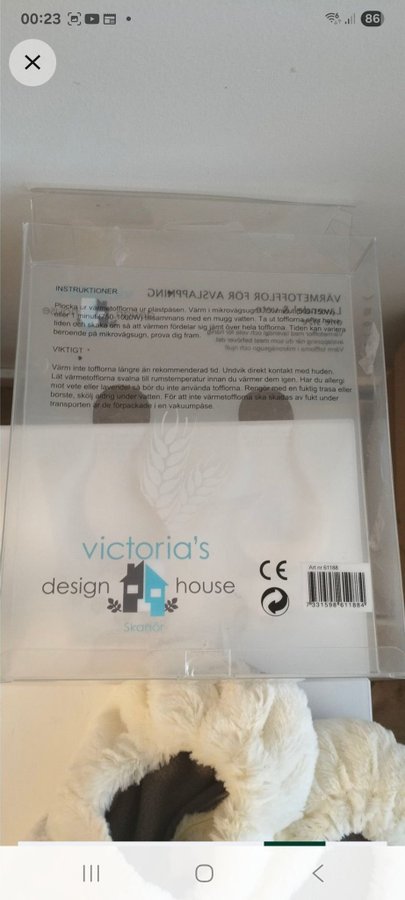 00:23
86
INSTRUKTIONER
VÄRMETOFFLOR FÖR AVSLAPPNING
Plocka ur värmetofflorna ur plastpåsen. Värm i mikrovågsugn
eller 1 minut (750-1000W) tillsammans med en mugg vatten. Ta ut tofflorna efter halva
tiden och skaka om så att värmen fördelar sig jämt över hela tofflorna. Tiden kan variera
beroende på mikrovågsugn, prova dig fram.
VIKTIGT
Värm inte tofflorna längre än rekommenderad tid. Undvik direkt kontakt med huden.
Låt värmetofflorna svalna till rumstemperatur innan du värmer dem igen. Har du allergi
mot vete eller lavendel så bör du inte använda tofflorna. Rengör med en fuktig trasa eller
borste, skölj aldrig under vatten. För att inte värmetofflorna ska skadas av fukt under
transporten är de förpackade i en vakuumpåse.
victoria's
design house
Skanör
CE
Art nr 61188
7 331598 611884